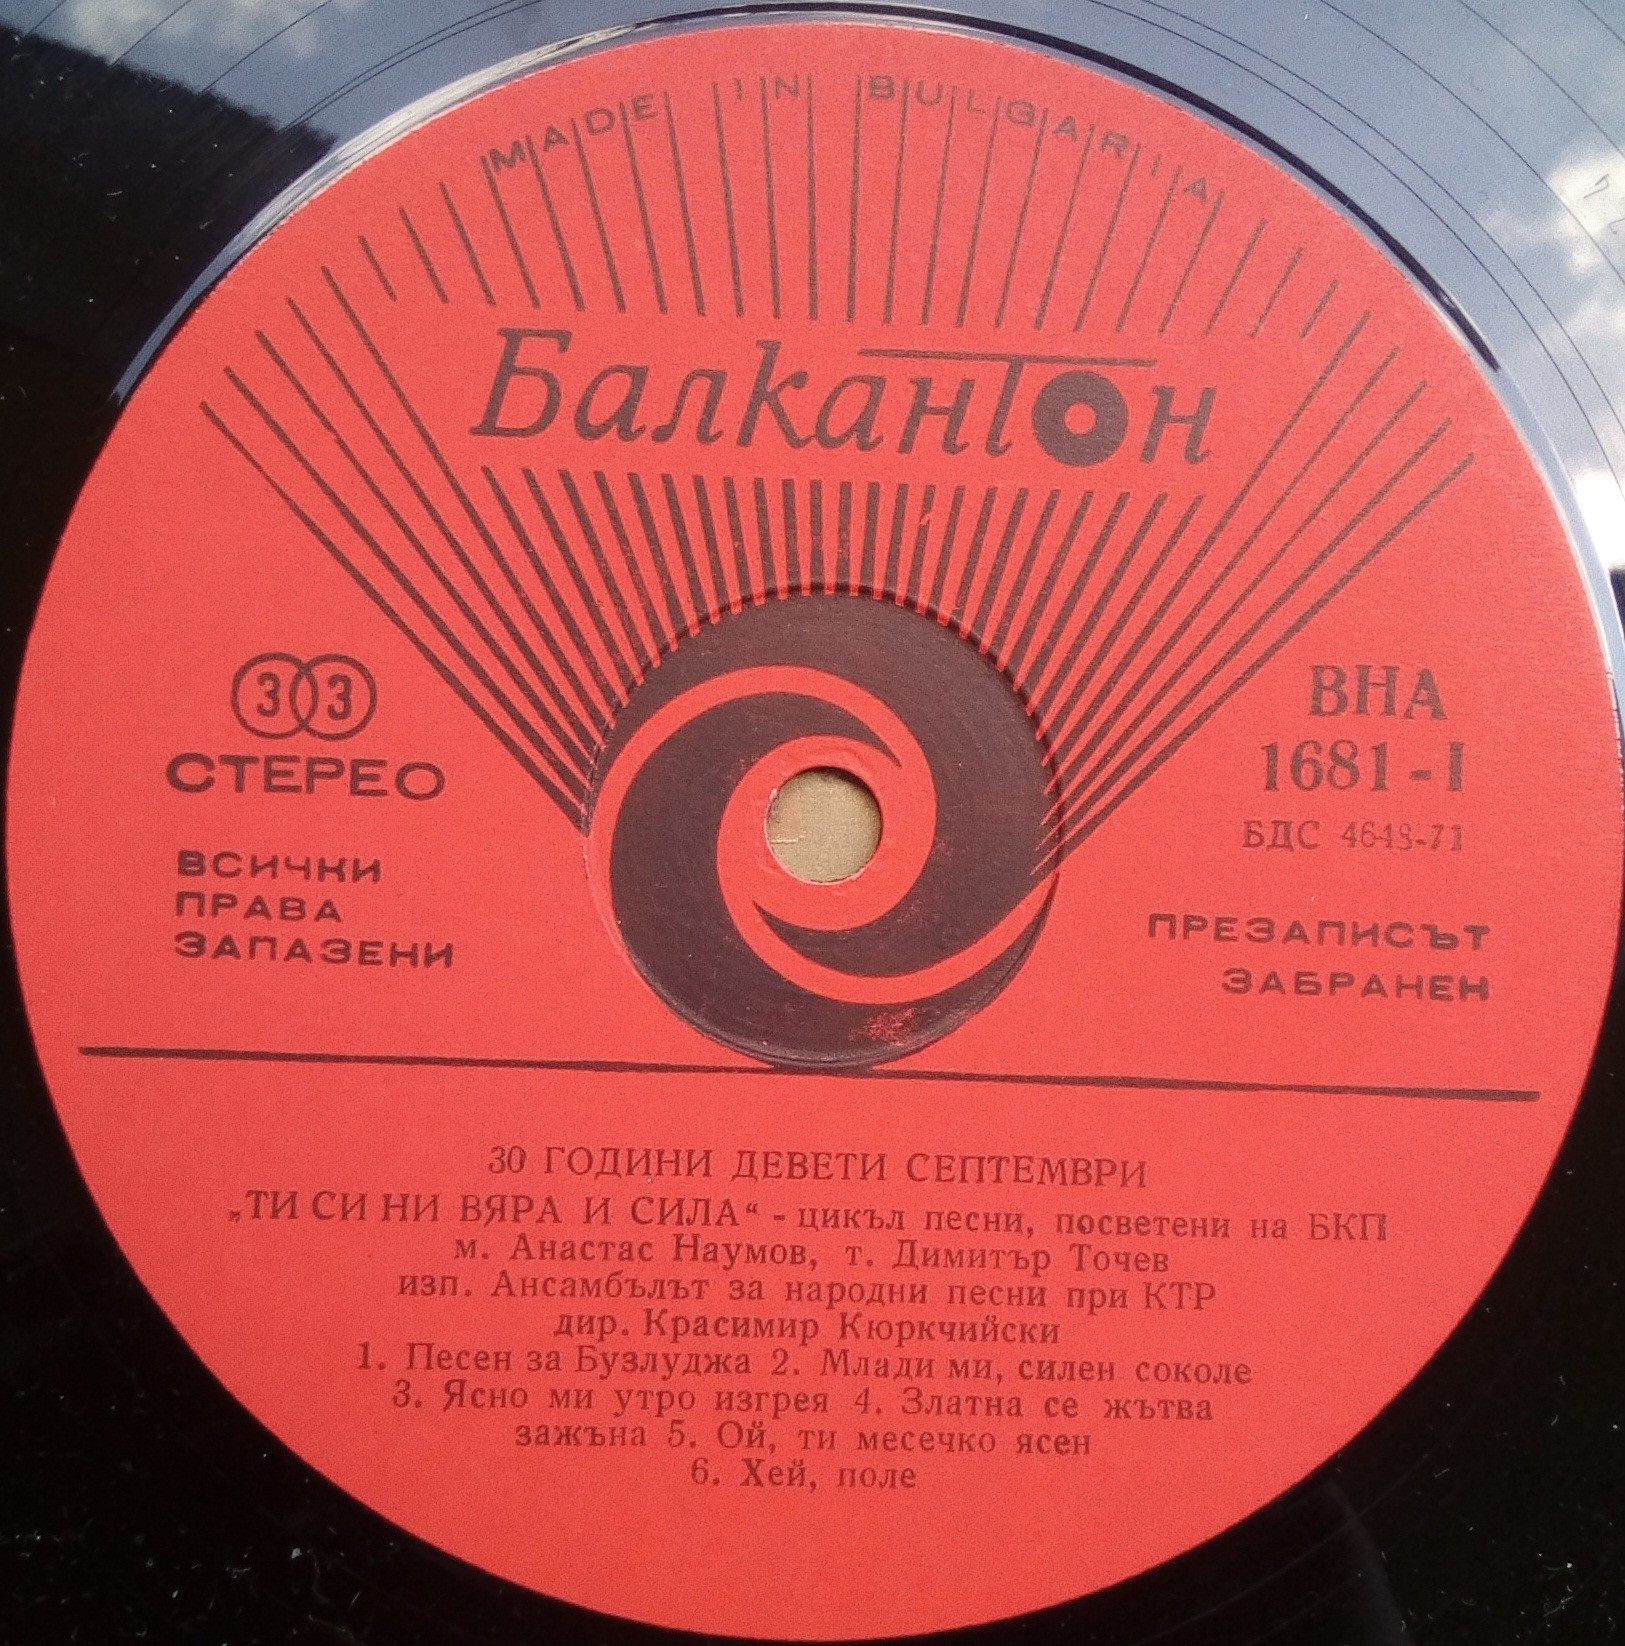 MADE IN BULGARIA
Балкантон
33
СТЕРЕО
ВСИЧКИ
ПРАВА
ЗАПАЗЕНИ
ВНА
1681-I
БДС 4648-71
ПРЕЗАПИСЪТ
ЗАБРАНЕН
30 ГОДИНИ ДЕВЕТИ СЕПТЕМВРИ
„ТИ СИ НИ ВЯРА И СИЛА“ - цикъл песни, посветени на БКП
м. Анастас Наумов, т. Димитър Точев
изп. Ансамбълът за народни песни при КТР
дир. Красимир Кюркчийски
1. Песен за Бузлуджа 2. Млади ми, силен соколе
3. Ясно ми утро изгрея 4. Златна се жътва
зажъна 5. Ой, ти месечко ясен
6. Хей, поле